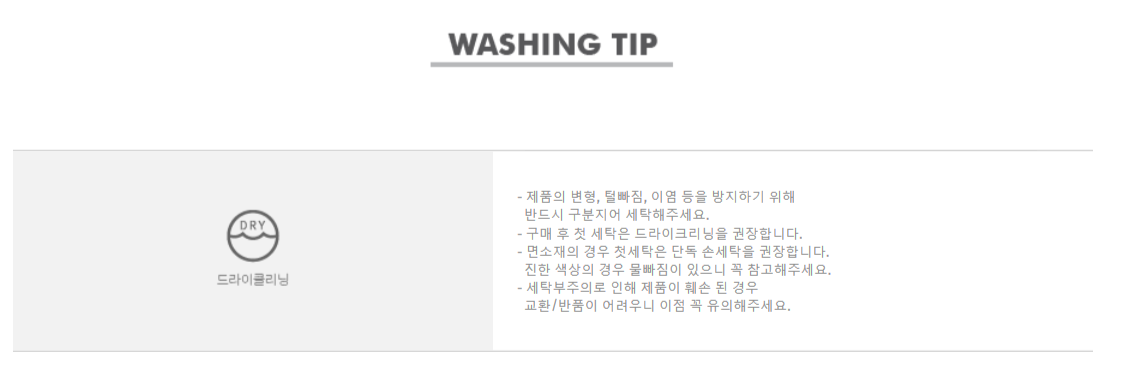 WASHING TIP
DRY
드라이클리닝
- 제품의 변형, 털빠짐, 이염 등을 방지하기 위해
반드시 구분지어 세탁해주세요.
- 구매 후 첫 세탁은 드라이크리닝을 권장합니다.
- 면소재의 경우 첫세탁은 단독 손세탁을 권장합니다.
진한 색상의 경우 물빠짐이 있으니 꼭 참고해주세요.
- 세탁부주의로 인해 제품이 훼손 된 경우
교환/반품이 어려우니 이점 꼭 유의해주세요.